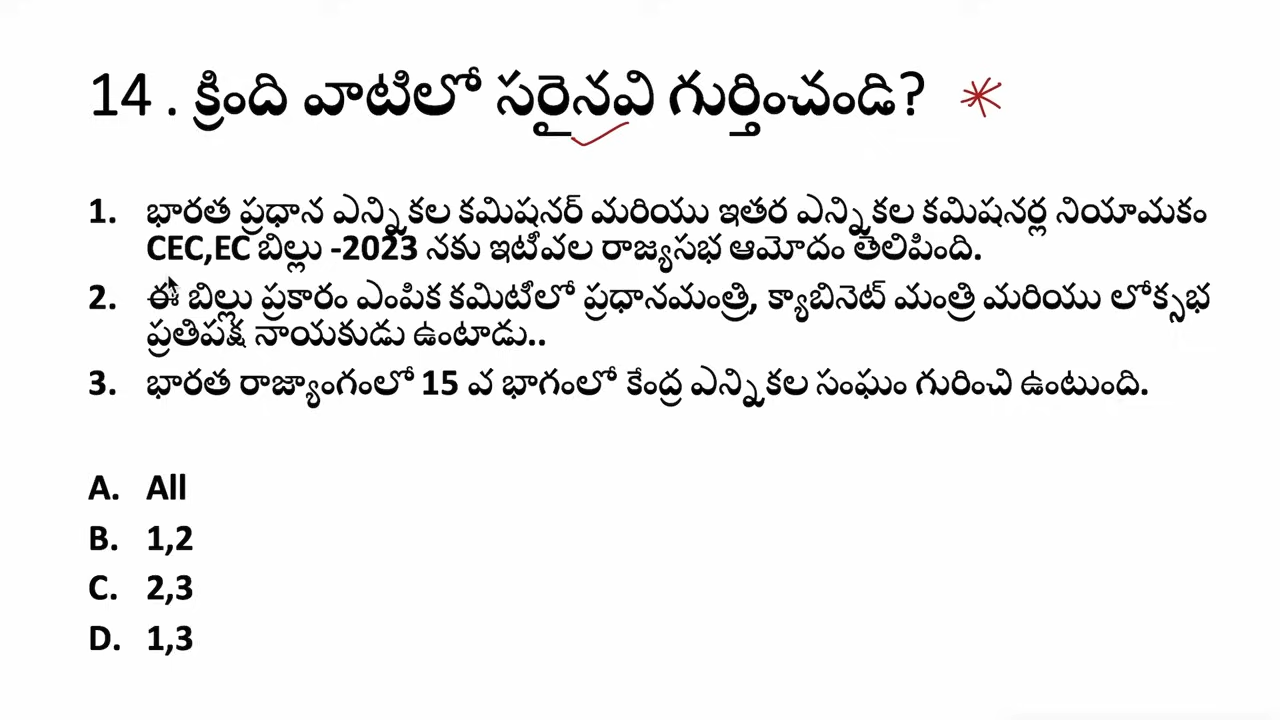 14 . క్రింది వాటిలో సరైనవి గుర్తించండి?
1. భారత ప్రధాన ఎన్నికల కమిషనర్ మరియు ఇతర ఎన్నికల కమిషనర్ల నియామకం
CEC,EC బిల్లు -2023 నకు ఇటీవల రాజ్యసభ ఆమోదం తెలిపింది.
2. ఈ బిల్లు ప్రకారం ఎంపిక కమిటీలో ప్రధానమంత్రి, క్యాబినెట్ మంత్రి మరియు లోక్సభ
ప్రతిపక్ష నాయకుడు ఉంటాడు..
3. భారత రాజ్యాంగంలో 15 వ భాగంలో కేంద్ర ఎన్నికల సంఘం గురించి ఉంటుంది.
A. All
B. 1,2
C. 2,3
D. 1,3